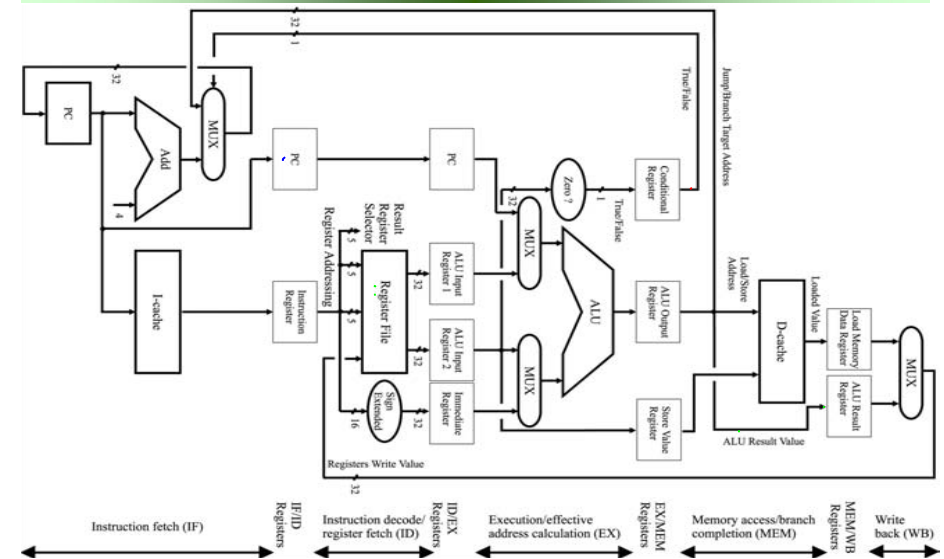 32
1
32
PC
Add
4
MUX
I-cache
PC
Instruction
Register
Register Addressing
Result
Register
Selector
5
5
5
Register File
Sign
Extended
16
32
32
32
PC
ALU Input
Register 1
ALU Input
Register 2
Immediate
Register
32
Zero ?
1
True/False
MUX
MUX
ALU
Conditional
Register
ALU Output
Register
Store Value
Register
True/False
Jump/Branch Target Address
Load/Store
Address
D-cache
Loaded Value
Load Memory
Data Register
ALU Result
Register
MUX
ALU Result Value
Registers Write Value
32
Instruction fetch (IF)
IF/ID
Registers
Instruction decode/
register fetch (ID)
ID/EX
Registers
Execution/effective
address calculation (EX)
EX/MEM
Registers
Memory access/branch
completion (MEM)
MEM/WB
Registers
Write
back (WB)